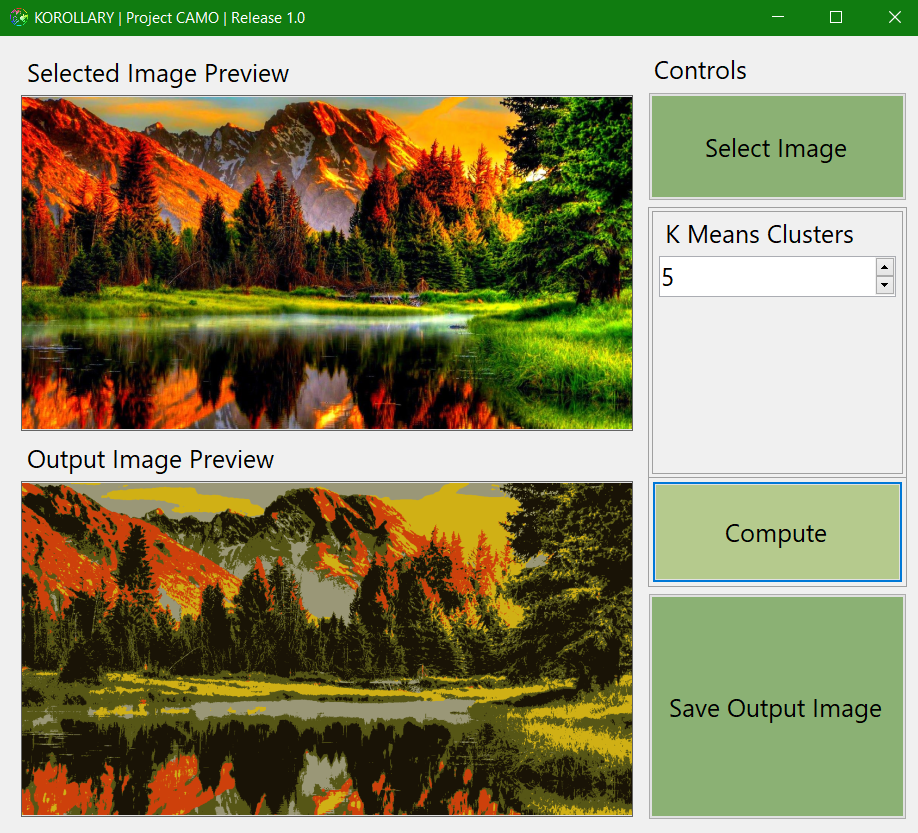 KOROLLARY | Project CAMO | Release 1.0
Selected Image Preview
Controls
Select Image
K Means Clusters
5
Output Image Preview
Compute
Save Output Image